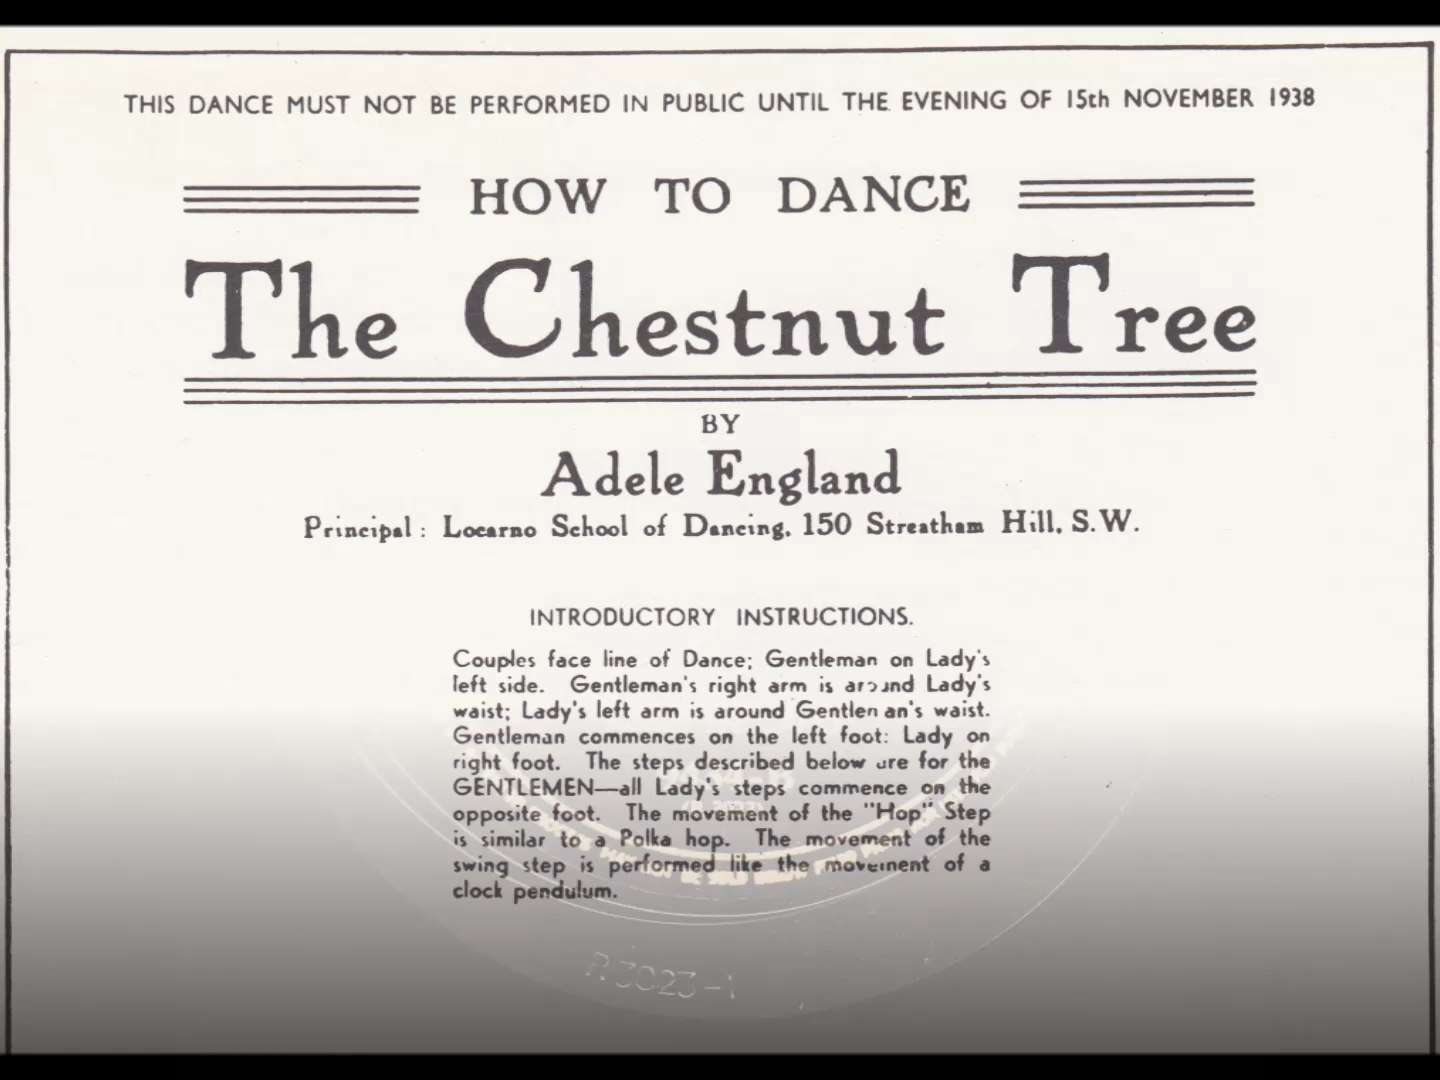 THIS DANCE MUST NOT BE PERFORMED IN PUBLIC UNTIL THE EVENING OF 15th NOVEMBER 1938
HOW TO DANCE
The Chestnut Tree
BY
Adele England
Principal: Locarno School of Dancing, 150 Streatham Hill, S.W.
INTRODUCTORY INSTRUCTIONS.
Couples face line of Dance; Gentleman on Lady's
left side. Gentleman's right arm is around Lady's
waist; Lady's left arm is around Gentleman's waist.
Gentleman commences on the left foot: Lady on
right foot. The steps described below are for the
GENTLEMEN—all Lady's steps commence on the
opposite foot. The movement of the "Hop" Step
is similar to a Polka hop. The movement of the
swing step is performed like the movement of a
clock pendulum.
R3023-1